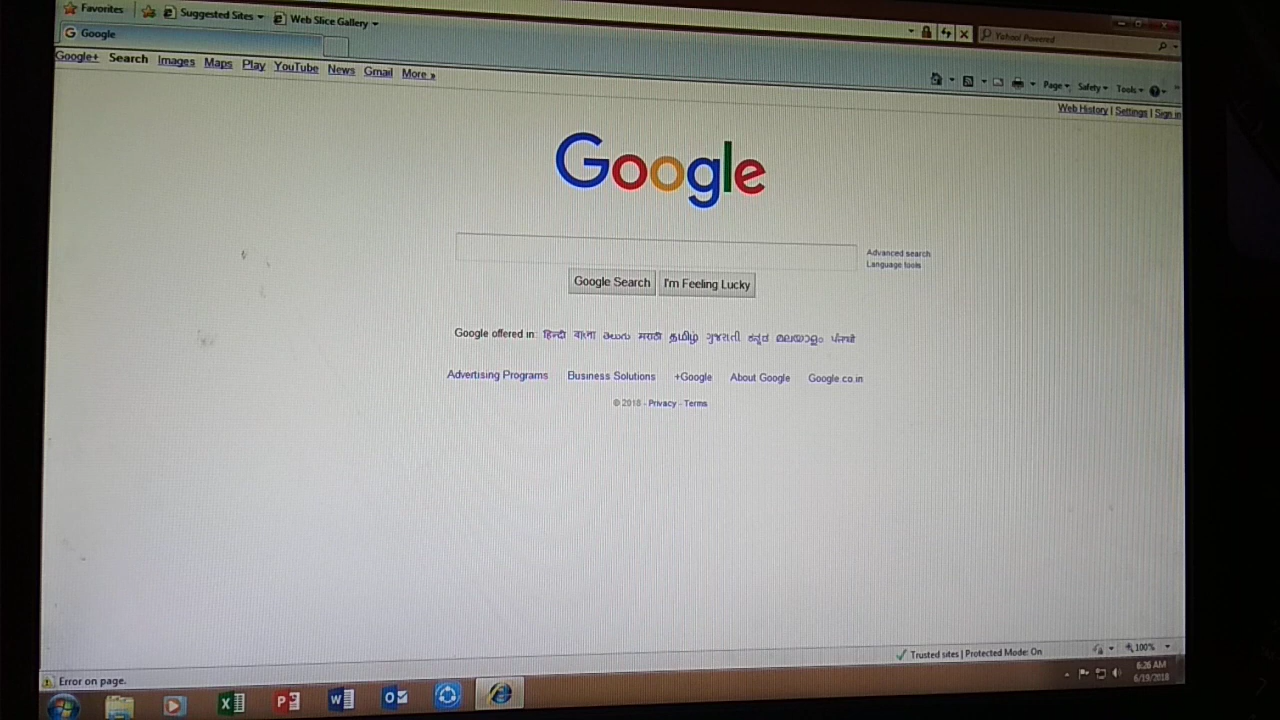 Favorites Suggested Sites Web Slice Gallery
Yahoo! Powered
Google
Google+ Search Images Maps Play YouTube News Gmail More »
Page Safety Tools
Web History | Settings | Sign in
Google
Advanced search
Language tools
Google Search I'm Feeling Lucky
Google offered in: हिन्दी বাংলা తెలుగు मराठी தமிழ் ગુજરાતી ಕನ್ನಡ മലയാളം ਪੰਜਾਬੀ
Advertising Programs Business Solutions +Google About Google Google.co.in
© 2018 - Privacy - Terms
Trusted sites | Protected Mode: On 100%
Error on page.
6:26 AM
6/19/2018